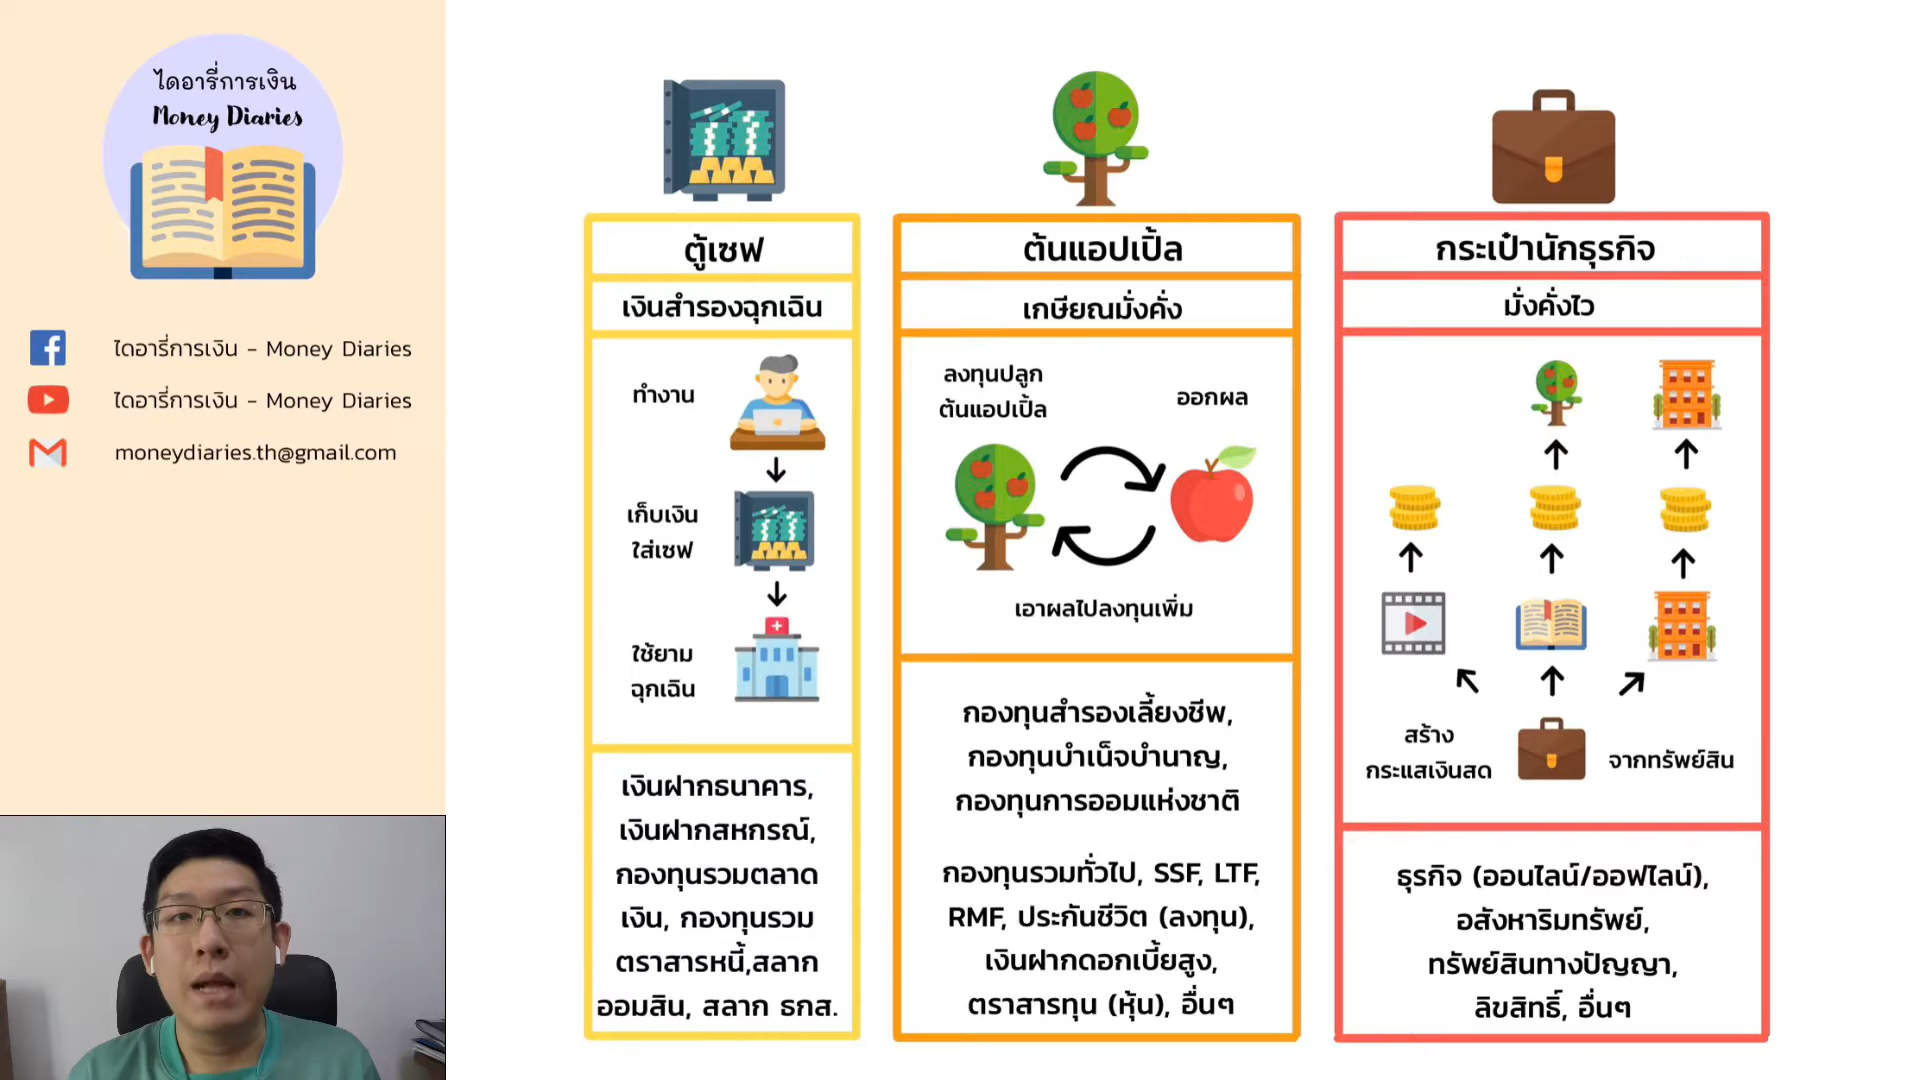 ไดอารี่การเงิน
Money Diaries
ไดอารี่การเงิน - Money Diaries
ไดอารี่การเงิน - Money Diaries
moneydiaries.th@gmail.com
ตู้เซฟ
เงินสำรองฉุกเฉิน
ทำงาน
เก็บเงิน
ใส่เซฟ
ใช้ยาม
ฉุกเฉิน
เงินฝากธนาคาร,
เงินฝากสหกรณ์,
กองทุนรวมตลาด
เงิน, กองทุนรวม
ตราสารหนี้,สลาก
ออมสิน, สลาก ธกส.
ต้นแอปเปิ้ล
เกษียณมั่งคั่ง
ลงทุนปลูก
ต้นแอปเปิ้ล
ออกผล
เอาผลไปลงทุนเพิ่ม
กองทุนสำรองเลี้ยงชีพ,
กองทุนบำเน็จบำนาญ,
กองทุนการออมแห่งชาติ
กองทุนรวมทั่วไป, SSF, LTF,
RMF, ประกันชีวิต (ลงทุน),
เงินฝากดอกเบี้ยสูง,
ตราสารทุน (หุ้น), อื่นๆ
กระเป๋านักธุรกิจ
มั่งคั่งไว
สร้าง
กระแสเงินสด
จากทรัพย์สิน
ธุรกิจ (ออนไลน์/ออฟไลน์),
อสังหาริมทรัพย์,
ทรัพย์สินทางปัญญา,
ลิขสิทธิ์, อื่นๆ